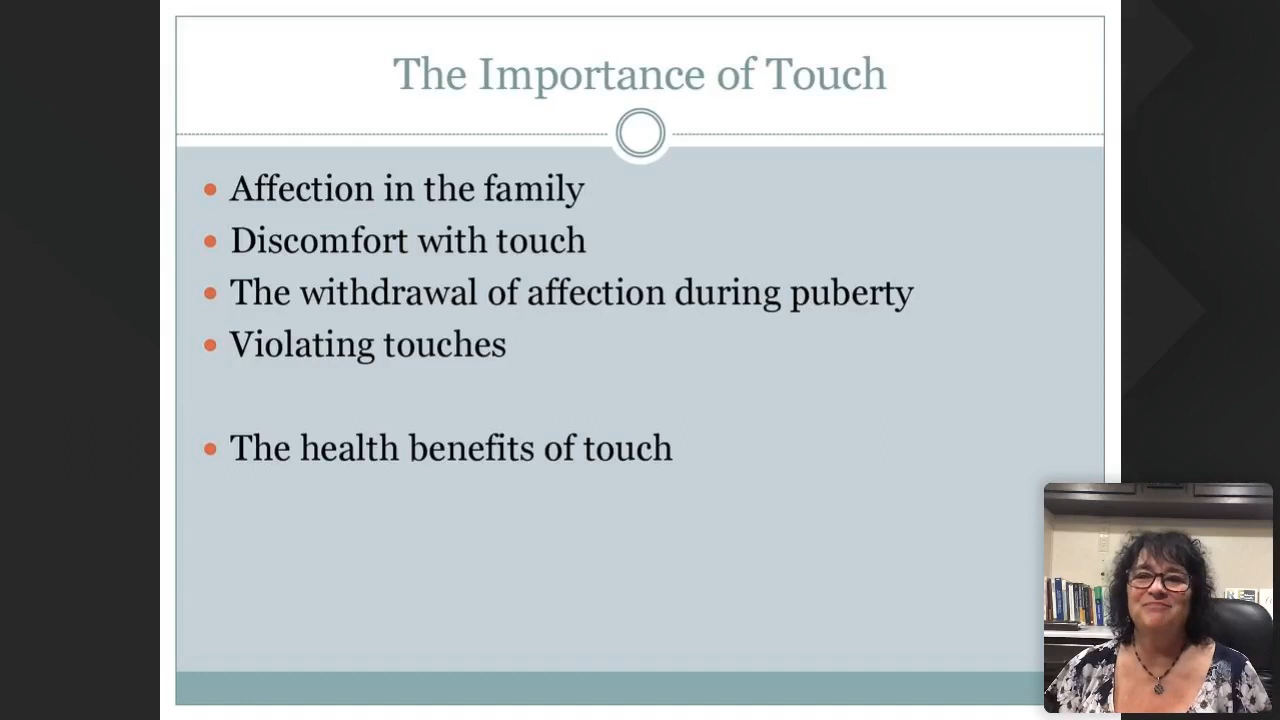 The Importance of Touch
Affection in the family
Discomfort with touch
The withdrawal of affection during puberty
Violating touches
The health benefits of touch